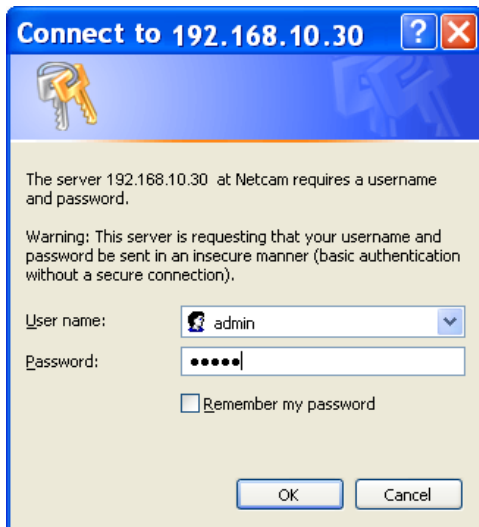 Connect to 192.168.10.30
The server 192.168.10.30 at Netcam requires a username
and password.
Warning: This server is requesting that your username and
password be sent in an insecure manner (basic authentication
without a secure connection).
User name:
admin
Password:
•••••
Remember my password
OK
Cancel